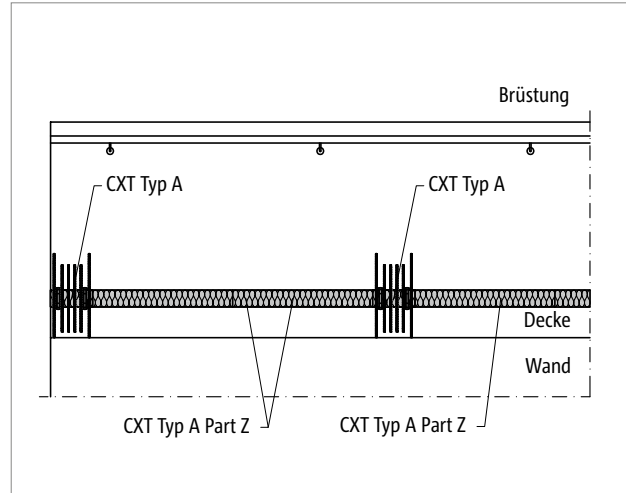 Brüstung
CXT Typ A
CXT Typ A
Decke
Wand
CXT Typ A Part Z
CXT Typ A Part Z